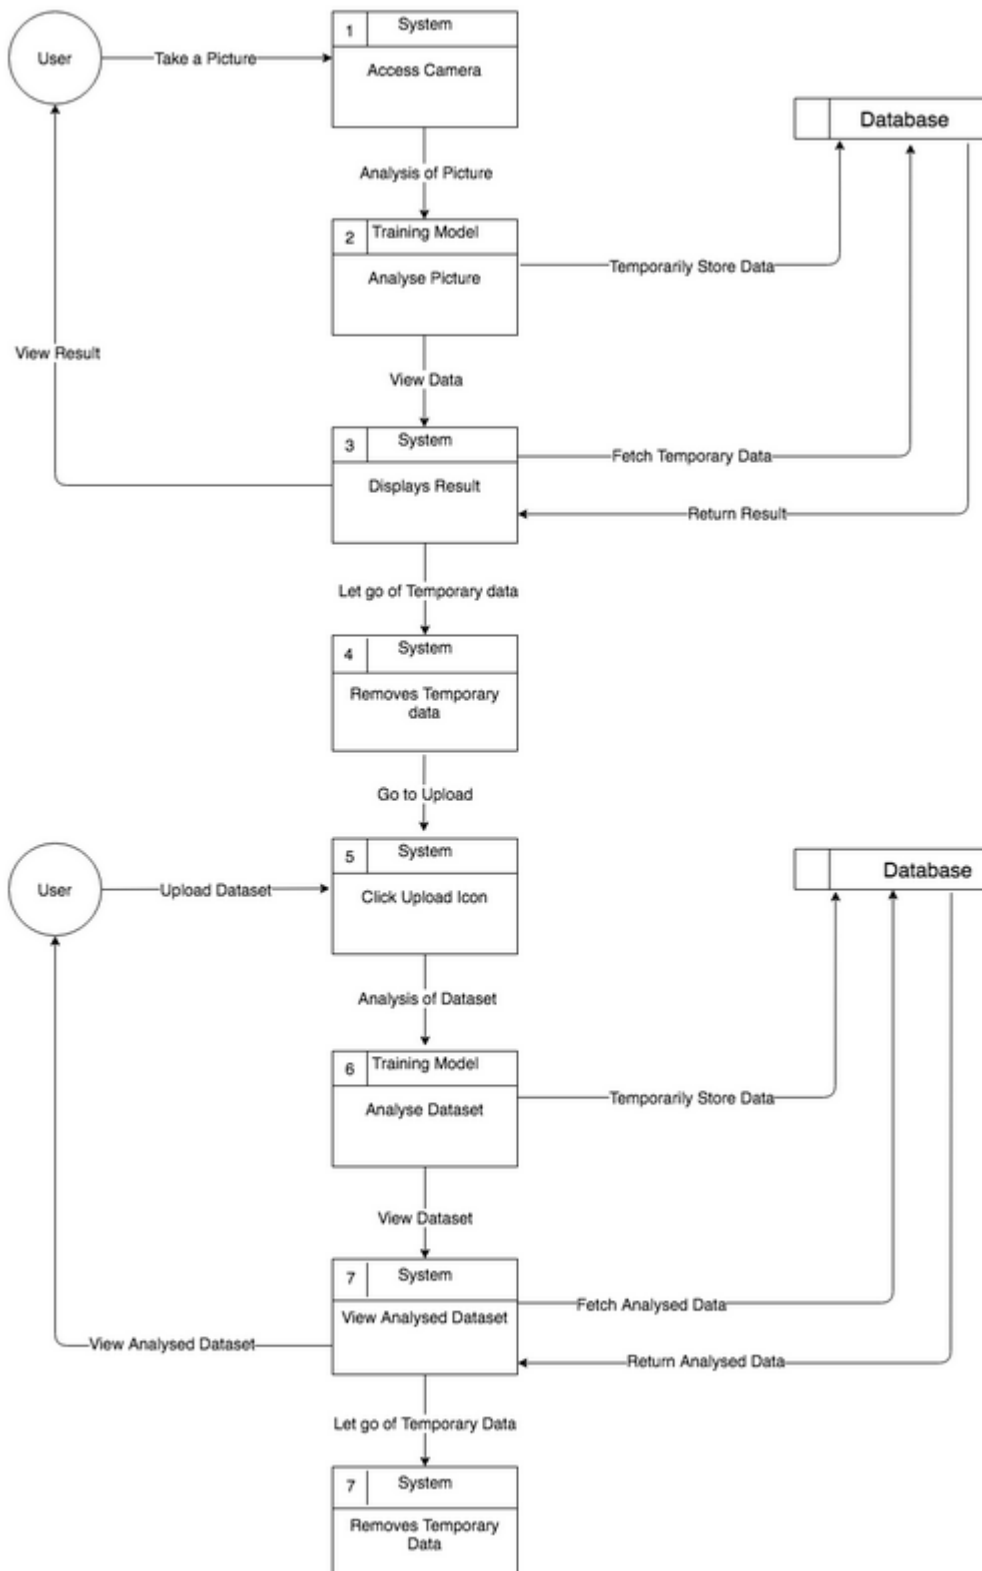 User
Take a Picture
1
System
Access Camera
Database
Analysis of Picture
2
Training Model
Analyse Picture
Temporarily Store Data
View Result
View Data
3
System
Displays Result
Fetch Temporary Data
Return Result
Let go of Temporary data
4
System
Removes Temporary
data
Go to Upload
User
Upload Dataset
5
System
Click Upload Icon
Database
Analysis of Dataset
6
Training Model
Analyse Dataset
Temporarily Store Data
View Dataset
7
System
View Analysed Dataset
Fetch Analysed Data
View Analysed Dataset
Return Analysed Data
Let go of Temporary Data
7
System
Removes Temporary
Data